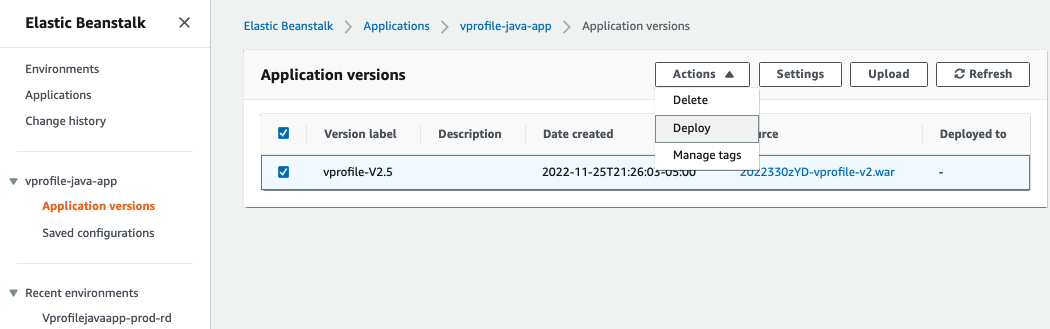 Elastic Beanstalk
Environments
Applications
Change history
vprofile-java-app
Application versions
Saved configurations
Recent environments
Vprofilejavaapp-prod-rd
Elastic Beanstalk > Applications > vprofile-java-app > Application versions
Application versions
Actions Settings Upload Refresh
Delete
Deploy
Manage tags
Version label Description Date created urce Deployed to
vprofile-V2.5 2022-11-25T21:26:03-05:00 2022330zYD-vprofile-v2.war -